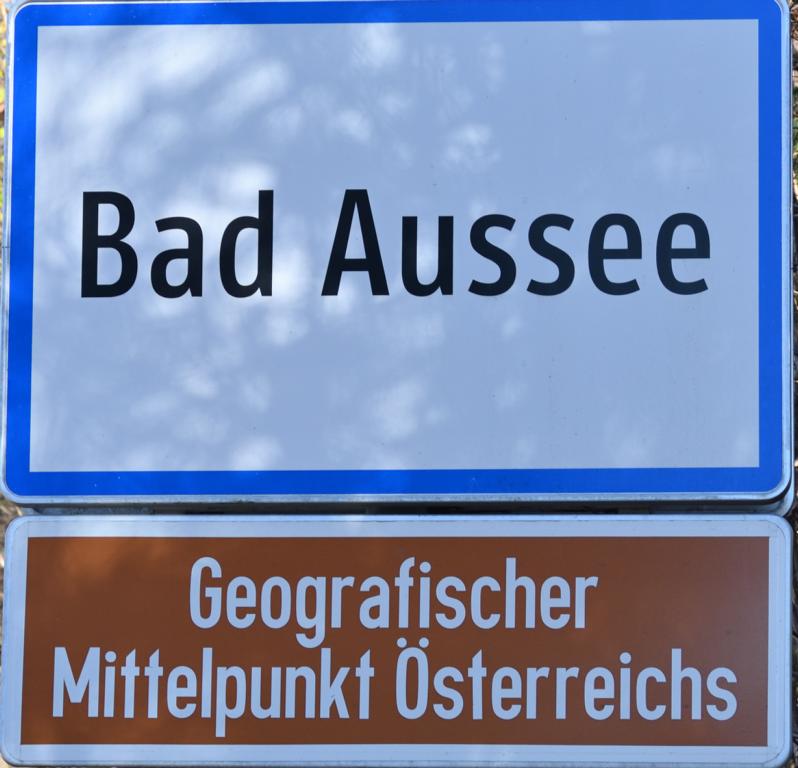 Bad Aussee
Geografischer
Mittelpunkt Österreichs